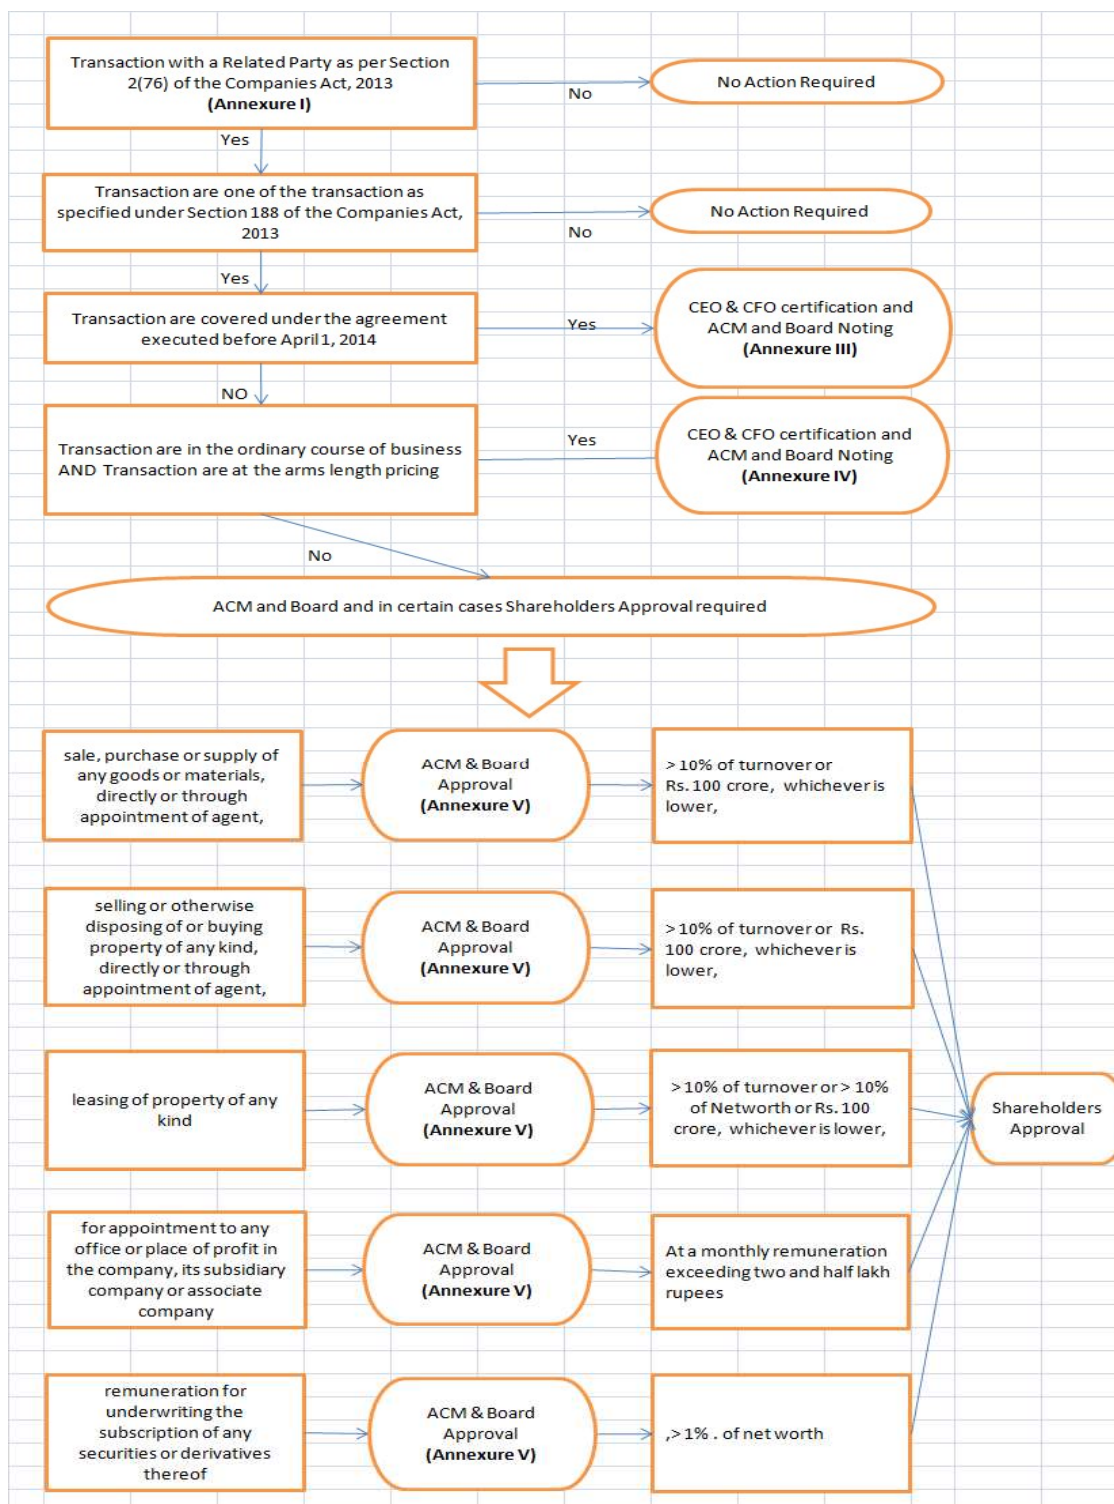 Transaction with a Related Party as per Section
2(76) of the Companies Act, 2013
(Annexure I)
No
No Action Required
Yes
Transaction are one of the transaction as
specified under Section 188 of the Companies Act,
2013
No
No Action Required
Yes
Transaction are covered under the agreement
executed before April 1, 2014
Yes
CEO & CFO certification and
ACM and Board Noting
(Annexure III)
NO
Transaction are in the ordinary course of business
AND Transaction are at the arms length pricing
Yes
CEO & CFO certification and
ACM and Board Noting
(Annexure IV)
No
ACM and Board and in certain cases Shareholders Approval required
sale, purchase or supply of
any goods or materials,
directly or through
appointment of agent,
ACM & Board
Approval
(Annexure V)
> 10% of turnover or
Rs. 100 crore, whichever is
lower,
selling or otherwise
disposing of or buying
property of any kind,
directly or through
appointment of agent,
ACM & Board
Approval
(Annexure V)
> 10% of turnover or Rs.
100 crore, whichever is
lower,
leasing of property of any
kind
ACM & Board
Approval
(Annexure V)
> 10% of turnover or > 10%
of Networth or Rs. 100
crore, whichever is lower,
Shareholders
Approval
for appointment to any
office or place of profit in
the company, its subsidiary
company or associate
company
ACM & Board
Approval
(Annexure V)
At a monthly remuneration
exceeding two and half lakh
rupees
remuneration for
underwriting the
subscription of any
securities or derivatives
thereof
ACM & Board
Approval
(Annexure V)
,> 1% . of net worth